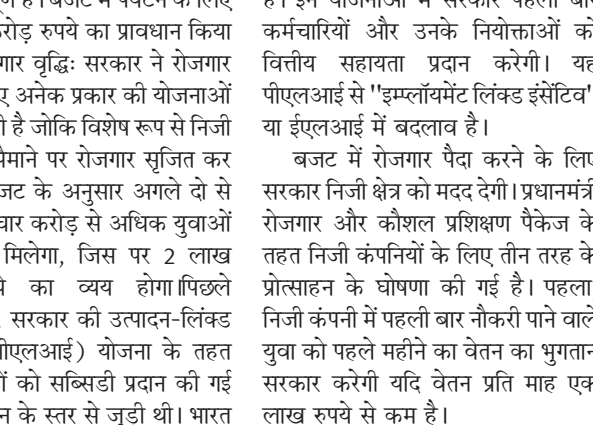 है। बजट में पर्यटन के लिए
रोड़ रुपये का प्रावधान किया
गार वृद्धिः सरकार ने रोजगार
ए अनेक प्रकार की योजनाओं
ी है जोकि विशेष रूप से निजी
पैमाने पर रोजगार सृजित कर
जट के अनुसार अगले दो से
चार करोड़ से अधिक युवाओं
मिलेगा, जिस पर 2 लाख
ये का व्यय होगा।पिछले
सरकार की उत्पादन-लिंक्ड
पीएलआई) योजना के तहत
ों को सब्सिडी प्रदान की गई
न के स्तर से जुड़ी थी। भारत
है। इन योजनाओं में सरकार पहली बार
कर्मचारियों और उनके नियोक्ताओं को
वित्तीय सहायता प्रदान करेगी। यह
पीएलआई से "इम्प्लॉयमेंट लिंक्ड इंसेंटिव'
या ईएलआई में बदलाव है।
बजट में रोजगार पैदा करने के लिए
सरकार निजी क्षेत्र को मदद देगी।प्रधानमंत्री
रोजगार और कौशल प्रशिक्षण पैकेज के
तहत निजी कंपनियों के लिए तीन तरह के
प्रोत्साहन के घोषणा की गई है। पहला
निजी कंपनी में पहली बार नौकरी पाने वाले
युवा को पहले महीने का वेतन का भुगतान
सरकार करेगी यदि वेतन प्रति माह एक
लाख रुपये से कम है।